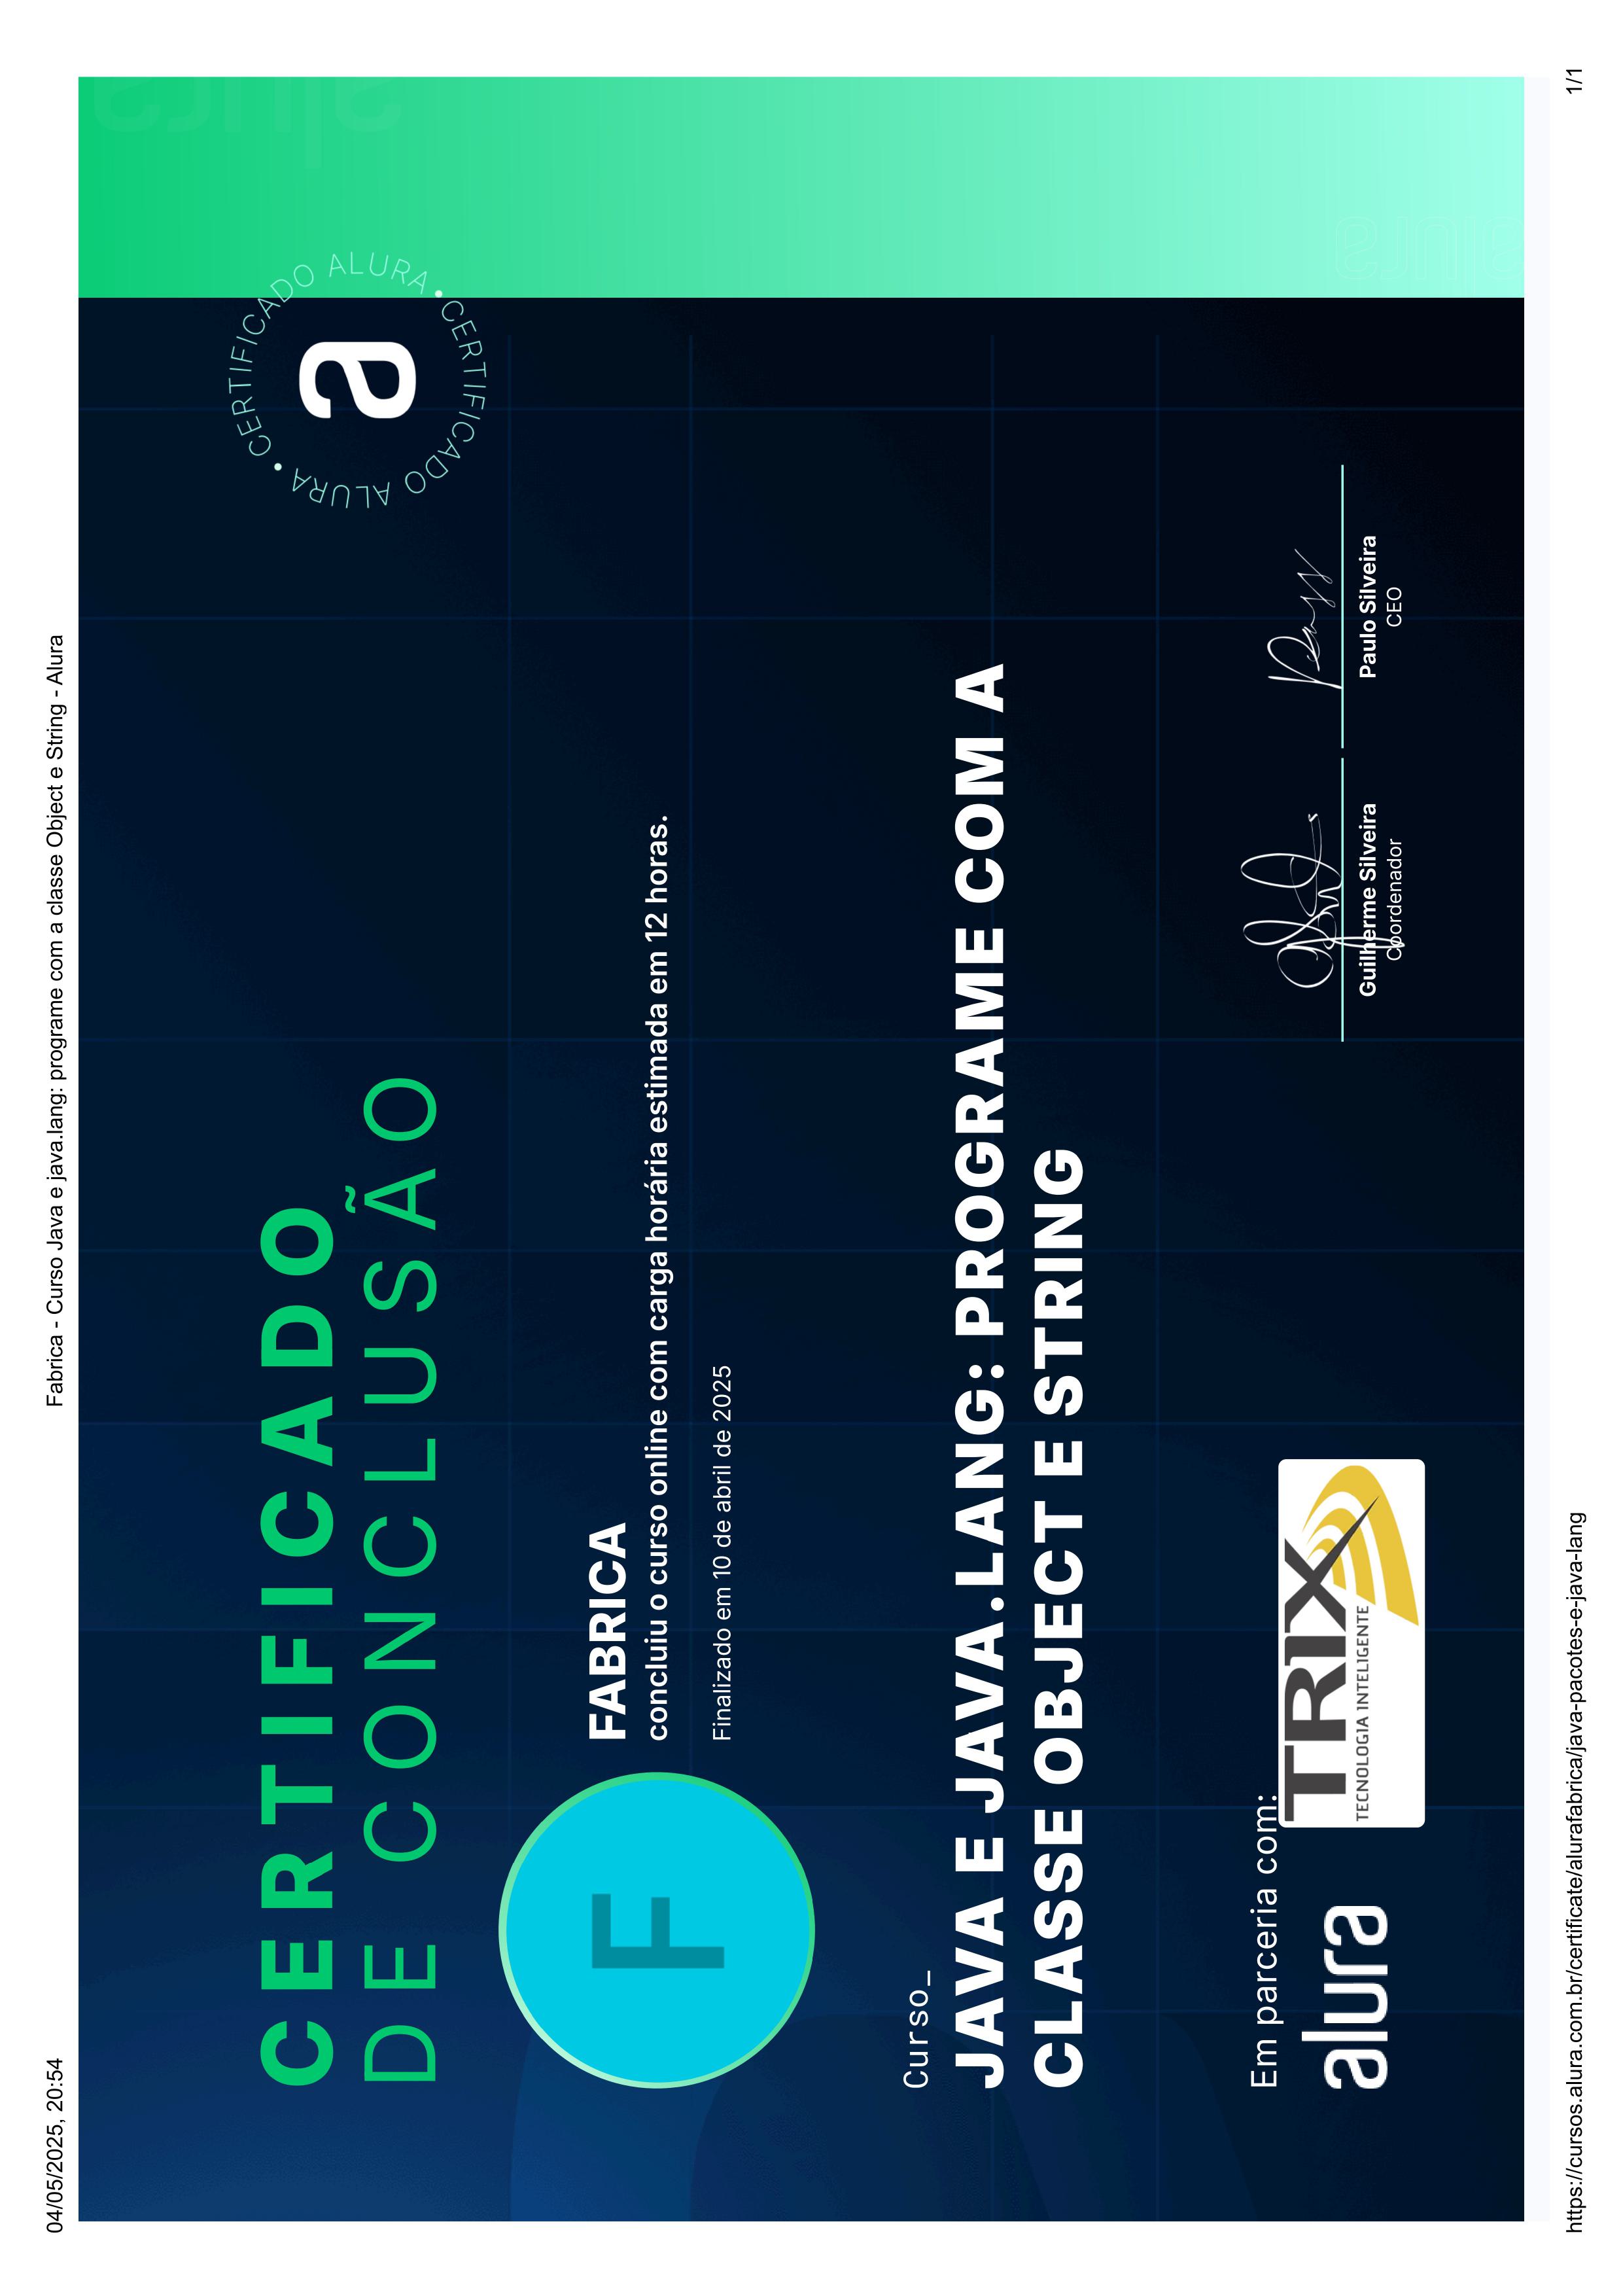 04/05/2025, 20:54
Fabrica - Curso Java e java.lang: programe com a classe Object e String - Alura
alura
CERTIFICADO ALURA • CERTIFICADO ALURA •
a
CERTIFICADO
DE CONCLUSÃO
F
FABRICA
concluiu o curso online com carga horária estimada em 12 horas.
Finalizado em 10 de abril de 2025
Curso_
JAVA E JAVA.LANG: PROGRAME COM A
CLASSE OBJECT E STRING
Em parceria com:
alura
TRIX
TECNOLOGIA INTELIGENTE
Guilherme Silveira
Coordenador
Paulo Silveira
CEO
alura
https://cursos.alura.com.br/certificate/alurafabrica/java-pacotes-e-java-lang
1/1